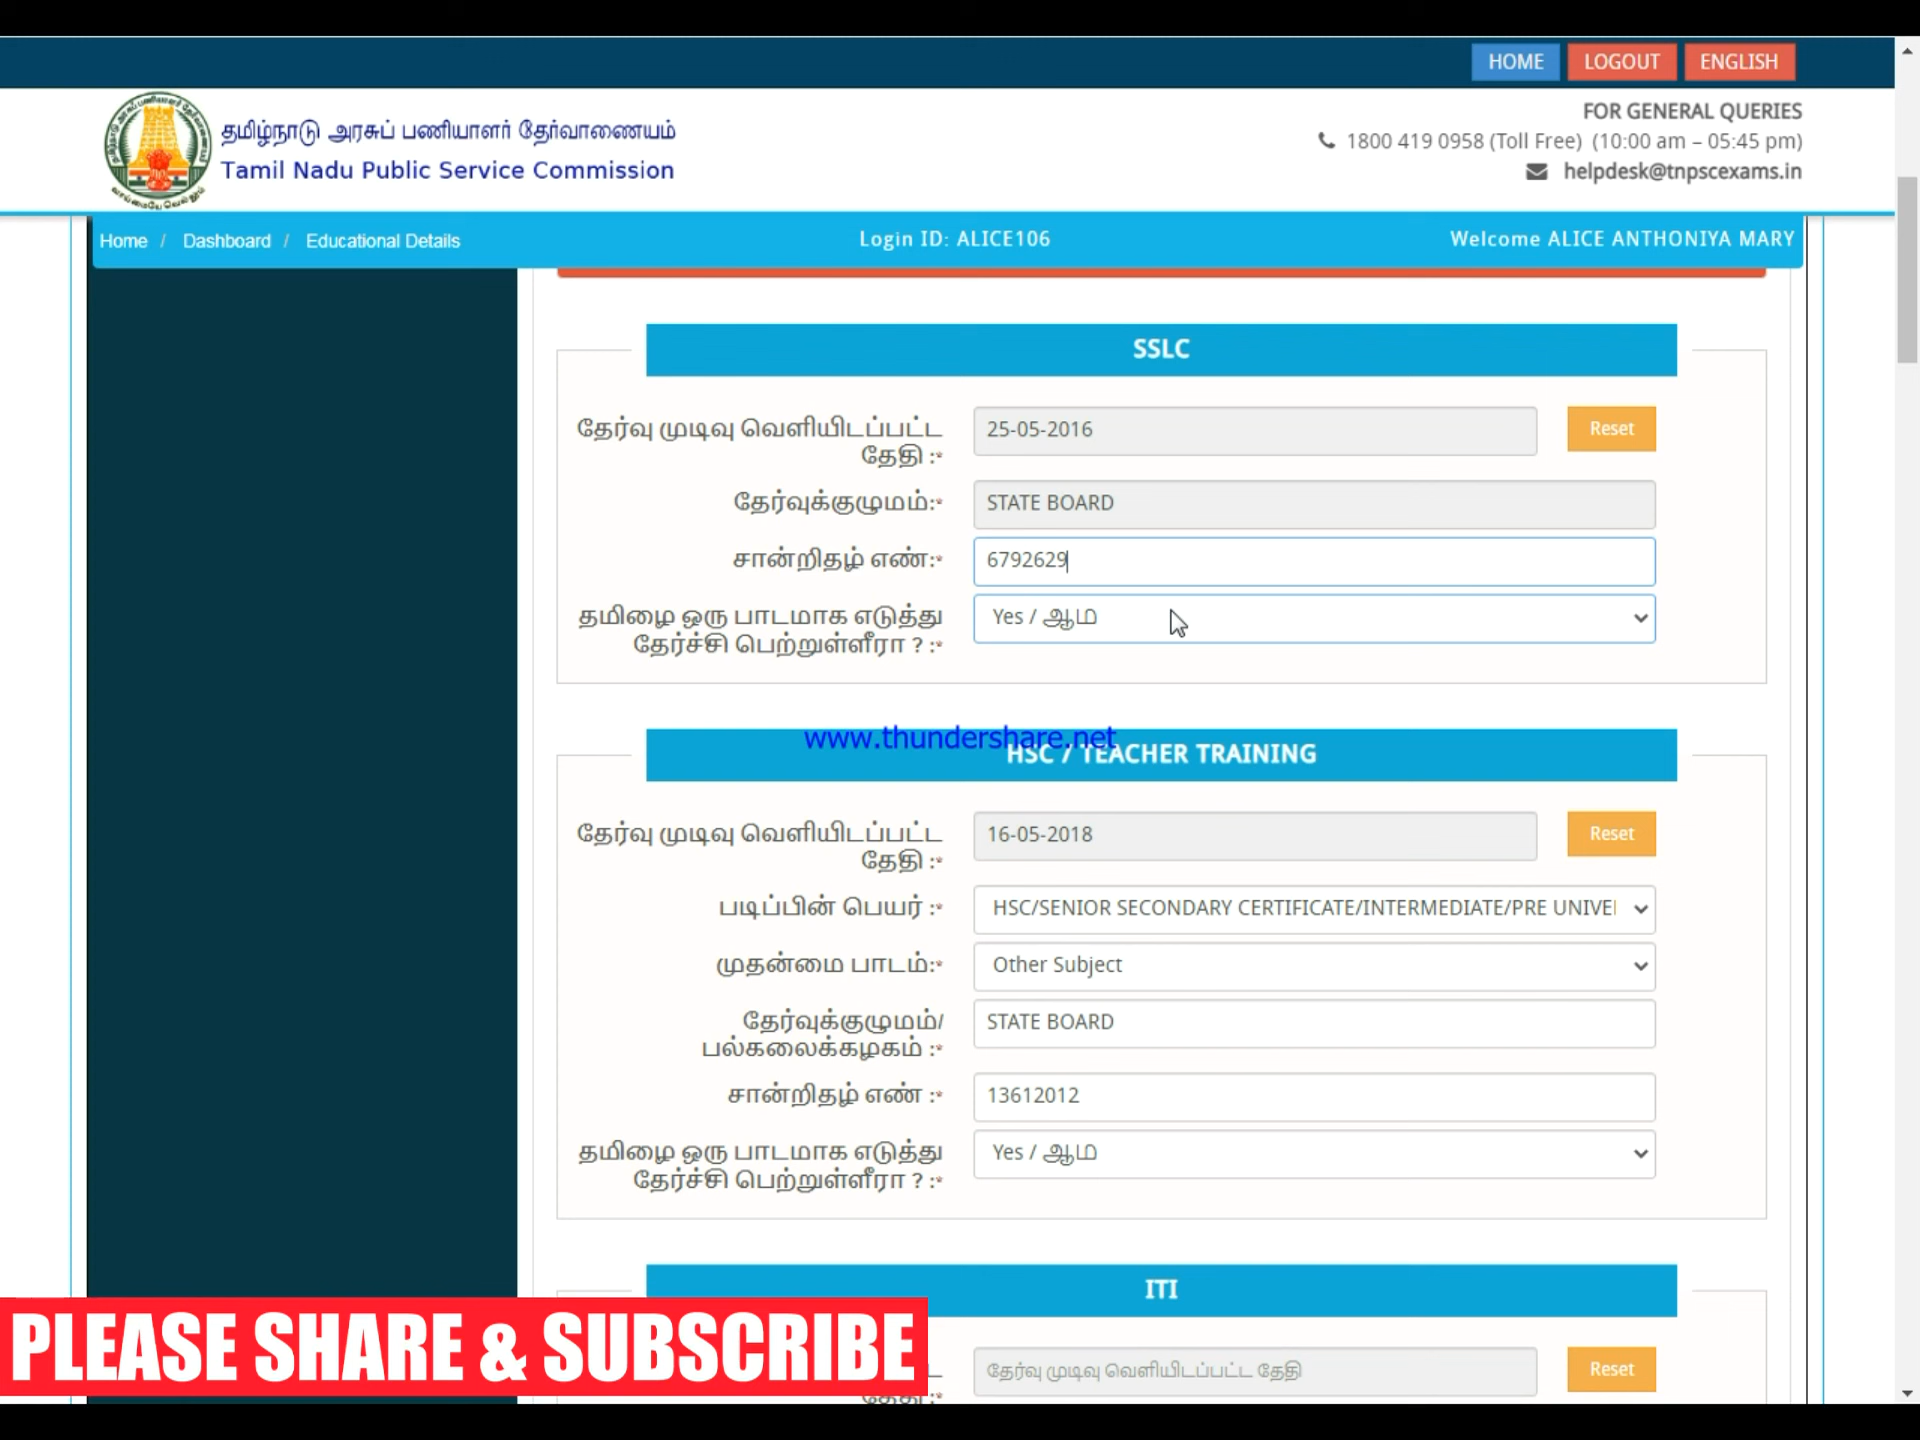 HOME LOGOUT ENGLISH
தமிழ்நாடு அரசுப் பணியாளர் தேர்வாணையம்
Tamil Nadu Public Service Commission
FOR GENERAL QUERIES
1800 419 0958 (Toll Free) (10:00 am – 05:45 pm)
helpdesk@tnpscexams.in
Home / Dashboard / Educational Details
Login ID: ALICE106
Welcome ALICE ANTHONIYA MARY
SSLC
தேர்வு முடிவு வெளியிடப்பட்ட
தேதி :*
25-05-2016
Reset
தேர்வுக்குழுமம்:*
STATE BOARD
சான்றிதழ் எண்:*
6792629
தமிழை ஒரு பாடமாக எடுத்து
தேர்ச்சி பெற்றுள்ளீரா ? :*
Yes / ஆம்
www.thundershare.net
HSC / TEACHER TRAINING
தேர்வு முடிவு வெளியிடப்பட்ட
தேதி :*
16-05-2018
Reset
படிப்பின் பெயர் :*
HSC/SENIOR SECONDARY CERTIFICATE/INTERMEDIATE/PRE UNIVE
முதன்மை பாடம்:*
Other Subject
தேர்வுக்குழுமம்/
பல்கலைக்கழகம் :*
STATE BOARD
சான்றிதழ் எண் :*
13612012
தமிழை ஒரு பாடமாக எடுத்து
தேர்ச்சி பெற்றுள்ளீரா ? :*
Yes / ஆம்
ITI
தேர்வு முடிவு வெளியிடப்பட்ட தேதி
Reset
PLEASE SHARE & SUBSCRIBE